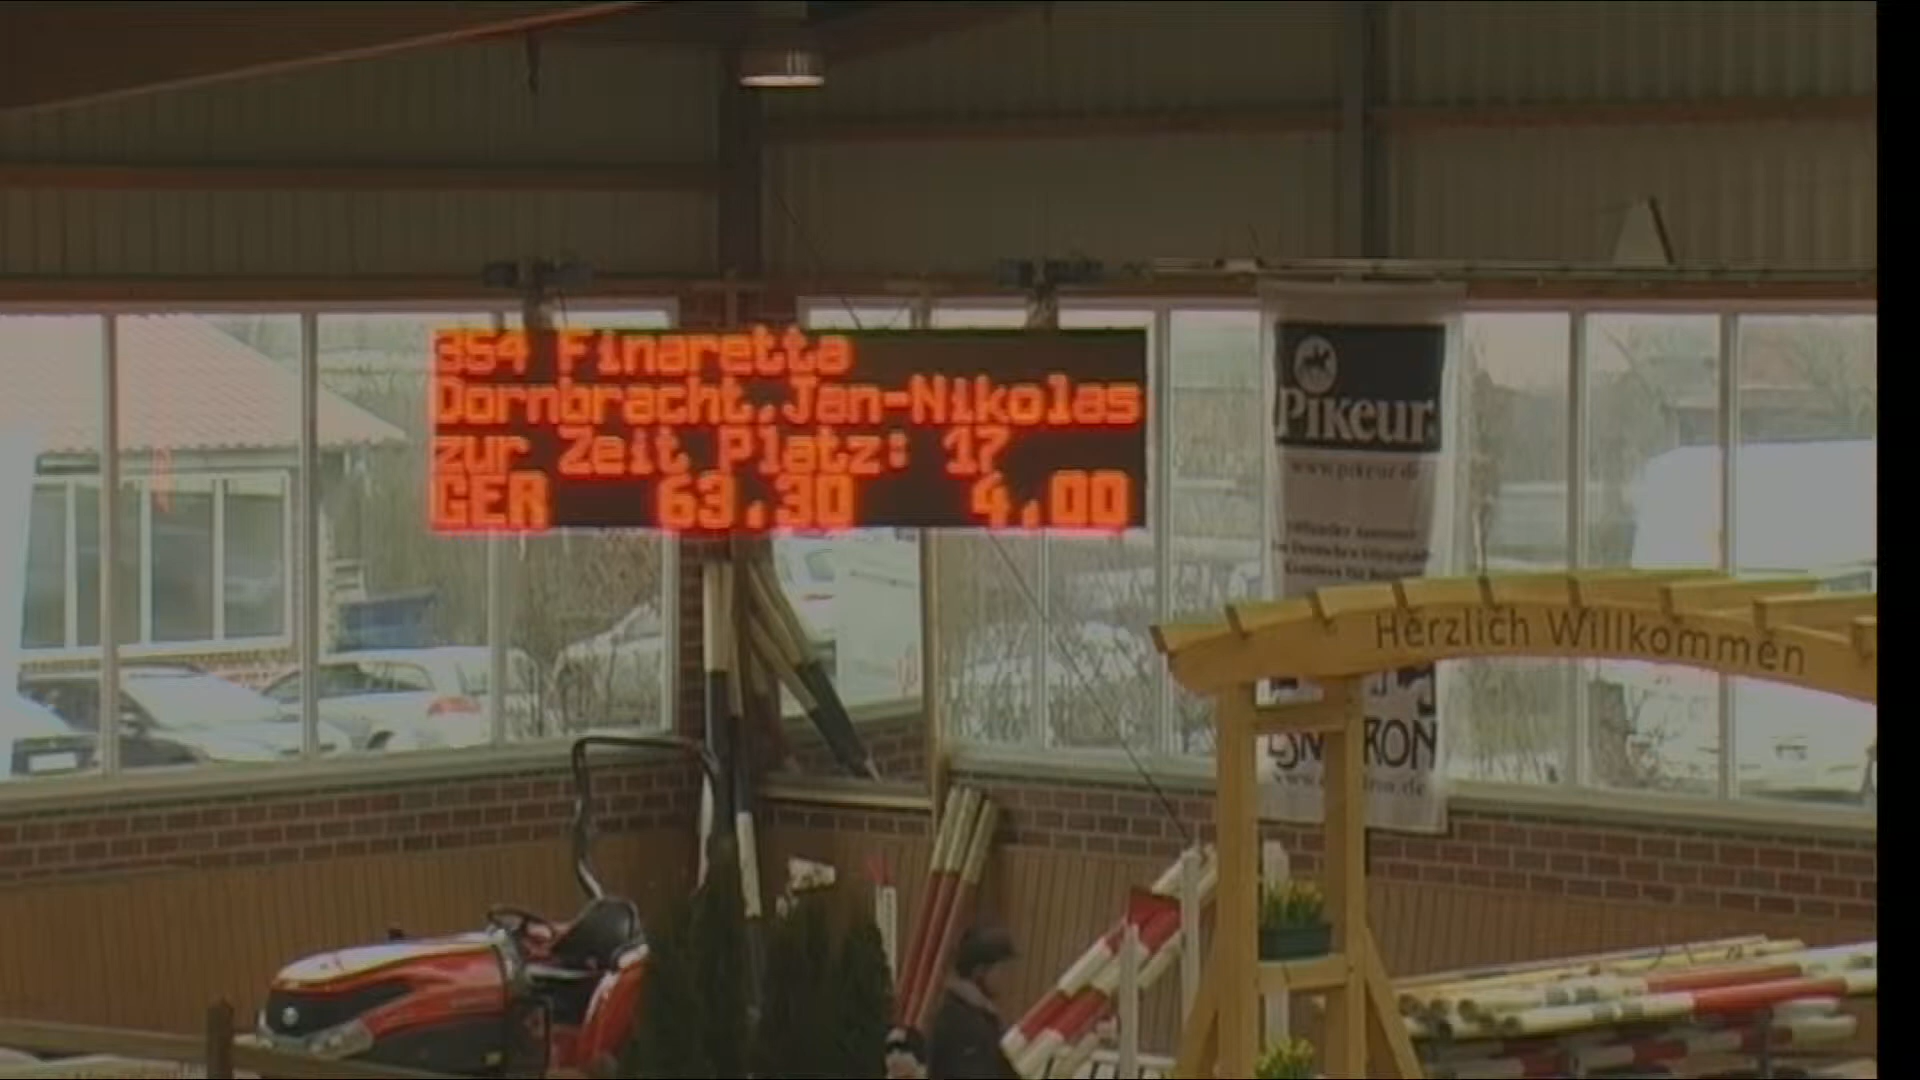 354 Finaretta
Dornbracht,Jan-Nikolas
zur Zeit Platz: 17
GER 63.30 4.00
Pikeur
www.pikeur.de
Herzlich Willkommen